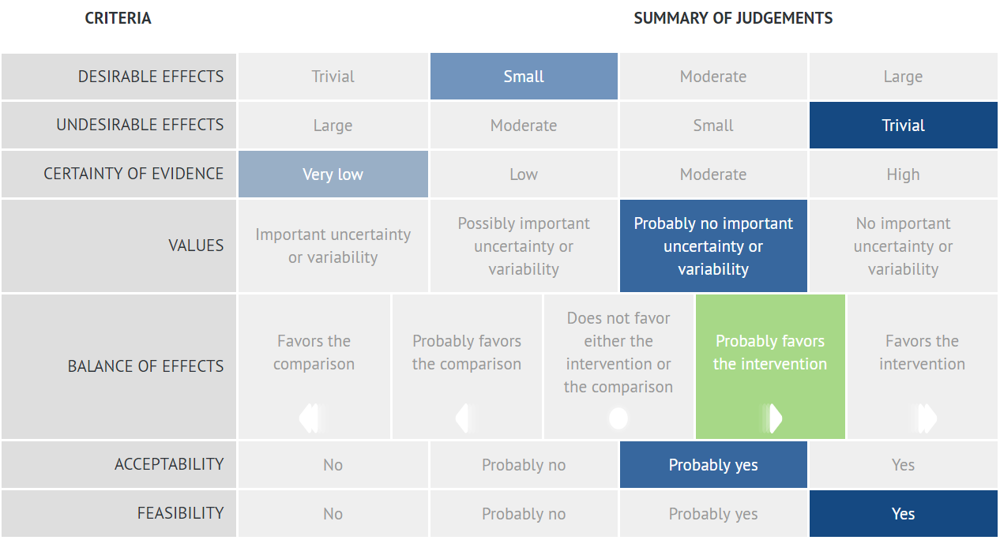 CRITERIA
SUMMARY OF JUDGEMENTS
DESIRABLE EFFECTS
Trivial
Small
Moderate
Large
UNDESIRABLE EFFECTS
Large
Moderate
Small
Trivial
CERTAINTY OF EVIDENCE
Very low
Low
Moderate
High
VALUES
Important uncertainty
or variability
Possibly important
uncertainty or
variability
Probably no important
uncertainty or
variability
No important
uncertainty or
variability
BALANCE OF EFFECTS
Favors the
comparison
Probably favors
the comparison
Does not favor
either the
intervention or
the comparison
Probably favors
the intervention
Favors the
intervention
ACCEPTABILITY
No
Probably no
Probably yes
Yes
FEASIBILITY
No
Probably no
Probably yes
Yes